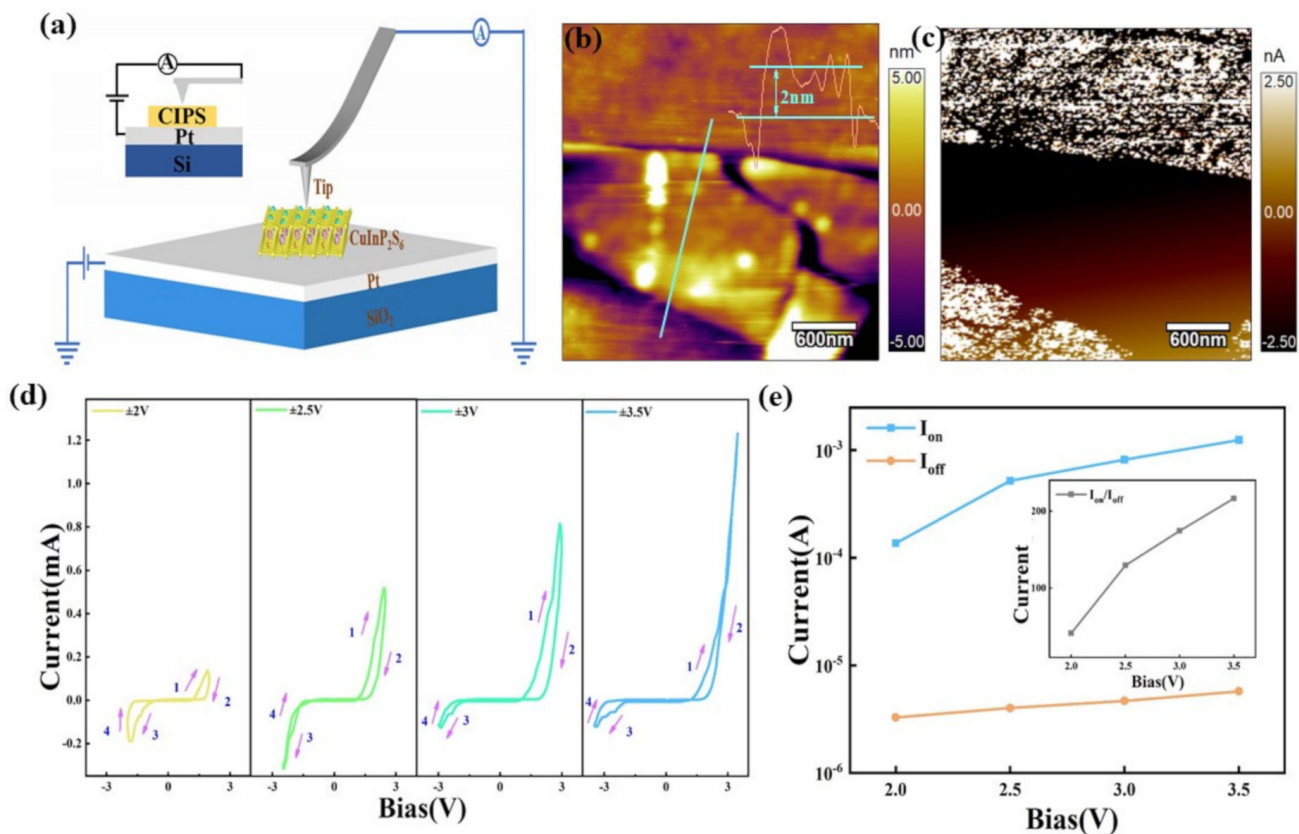 (a)
A
A
CIPS
Pt
Si
Tip
CuInP₂S₆
Pt
SiO₂
(b)
2nm
600nm
nm
5.00
0.00
-5.00
(c)
600nm
nA
2.50
0.00
-2.50
(d)
±2V
±2.5V
±3V
±3.5V
Current(mA)
1.2
1.0
0.8
0.6
0.4
0.2
0.0
-0.2
1
2
3
4
1
2
3
4
1
2
3
4
1
2
3
4
-3 0 3 -3 0 3 -3 0 3 -3 0 3
Bias(V)
(e)
Iₒₙ
Iₒff
Current(A)
10⁻³
10⁻⁴
10⁻⁵
10⁻⁶
2.0 2.5 3.0 3.5
Bias(V)
Iₒₙ/Iₒff
Current
200
100
2.0 2.5 3.0 3.5
Bias(V)